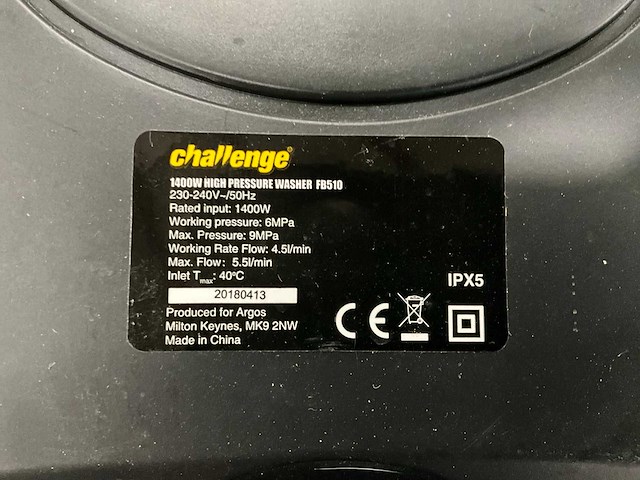 challenge®
1400W HIGH PRESSURE WASHER FB510
230-240V~/50Hz
Rated input: 1400W
Working pressure: 6MPa
Max. Pressure: 9MPa
Working Rate Flow: 4.5l/min
Max. Flow: 5.5l/min
Inlet Tmax: 40°C
20180413
Produced for Argos
Milton Keynes, MK9 2NW
Made in China
IPX5
CE